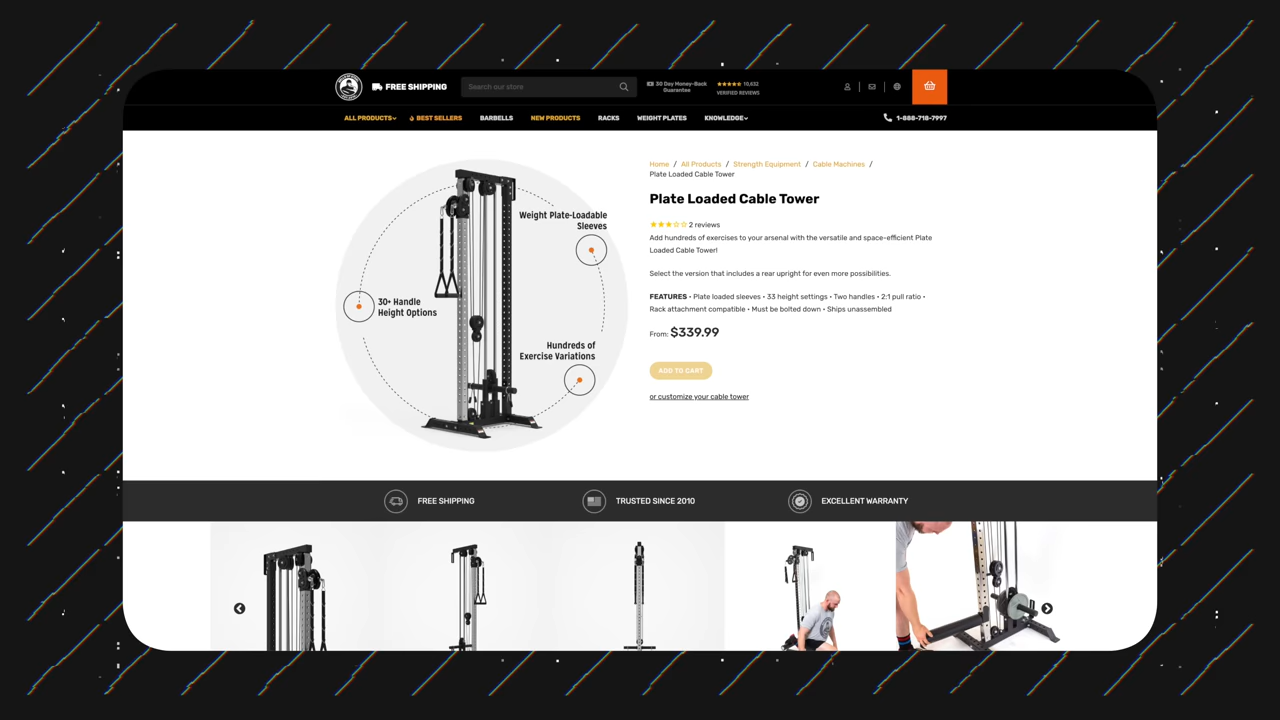 FREE SHIPPING
Search our store
30 Day Money-Back
Guarantee
10,652
VERIFIED REVIEWS
ALL PRODUCTS
BEST SELLERS
BARBELLS
NEW PRODUCTS
RACKS
WEIGHT PLATES
KNOWLEDGE
1-888-718-7997
Weight Plate-Loadable
Sleeves
30+ Handle
Height Options
Hundreds of
Exercise Variations
Home / All Products / Strength Equipment / Cable Machines /
Plate Loaded Cable Tower
Plate Loaded Cable Tower
2 reviews
Add hundreds of exercises to your arsenal with the versatile and space-efficient Plate
Loaded Cable Tower!
Select the version that includes a rear upright for even more possibilities.
FEATURES • Plate loaded sleeves • 33 height settings • Two handles • 2:1 pull ratio •
Rack attachment compatible • Must be bolted down • Ships unassembled
From: $339.99
ADD TO CART
or customize your cable tower
FREE SHIPPING
TRUSTED SINCE 2010
EXCELLENT WARRANTY